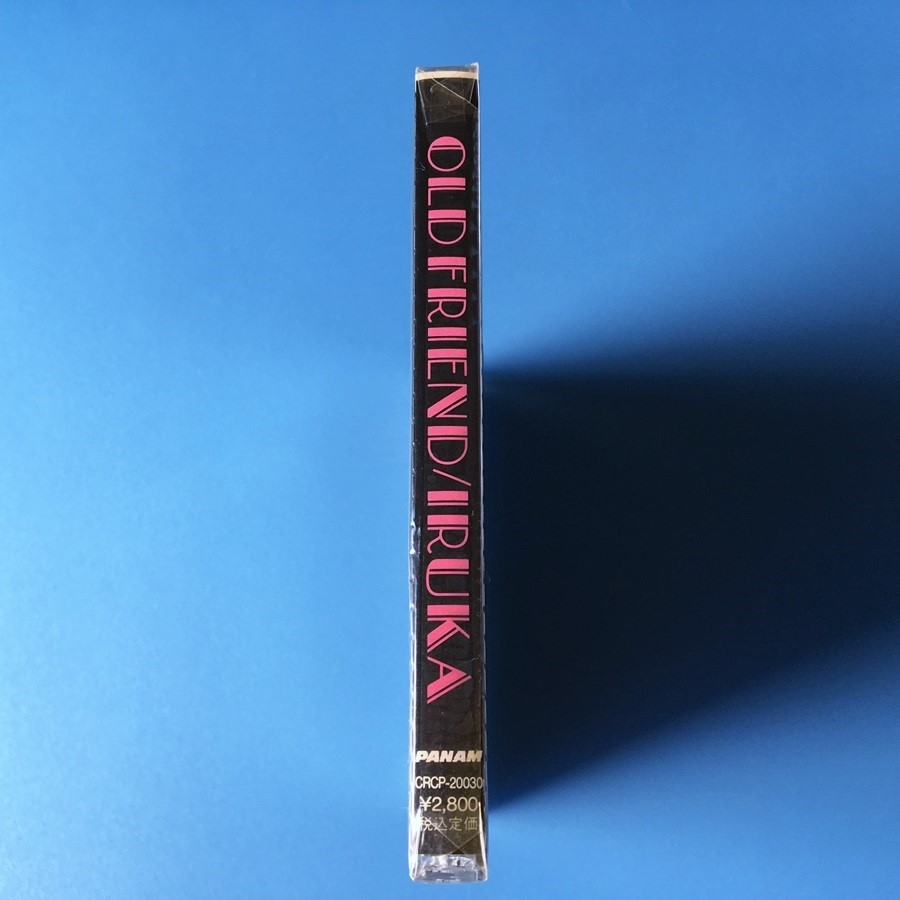 OLD FRIEND/IRUKA
PANAM
CRCP-20030
¥2,800
税込定価